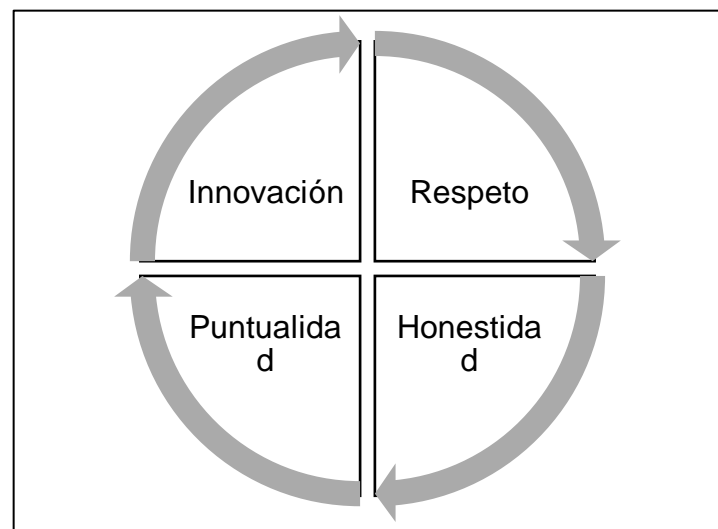 Innovación
Respeto
Puntualida
d
Honestida
d